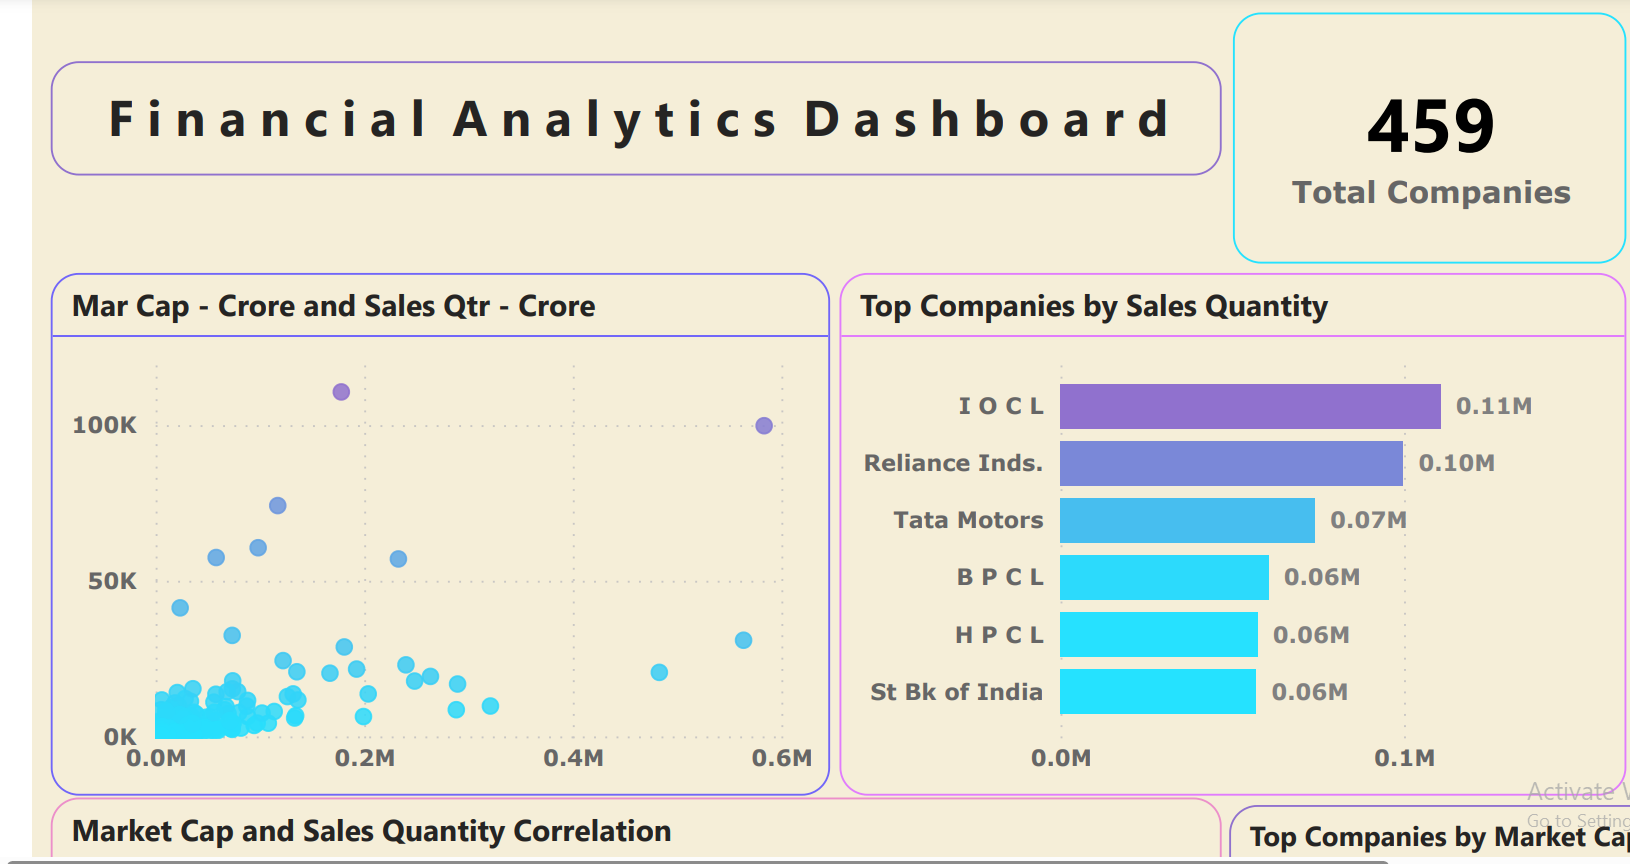 Financial Analytics Dashboard
459
Total Companies
Mar Cap - Crore and Sales Qtr - Crore
100K
50K
0K
0.0M 0.2M 0.4M 0.6M
Top Companies by Sales Quantity
I O C L 0.11M
Reliance Inds. 0.10M
Tata Motors 0.07M
B P C L 0.06M
H P C L 0.06M
St Bk of India 0.06M
0.0M 0.1M
Activate
Go to Setting
Market Cap and Sales Quantity Correlation
Top Companies by Market Cap